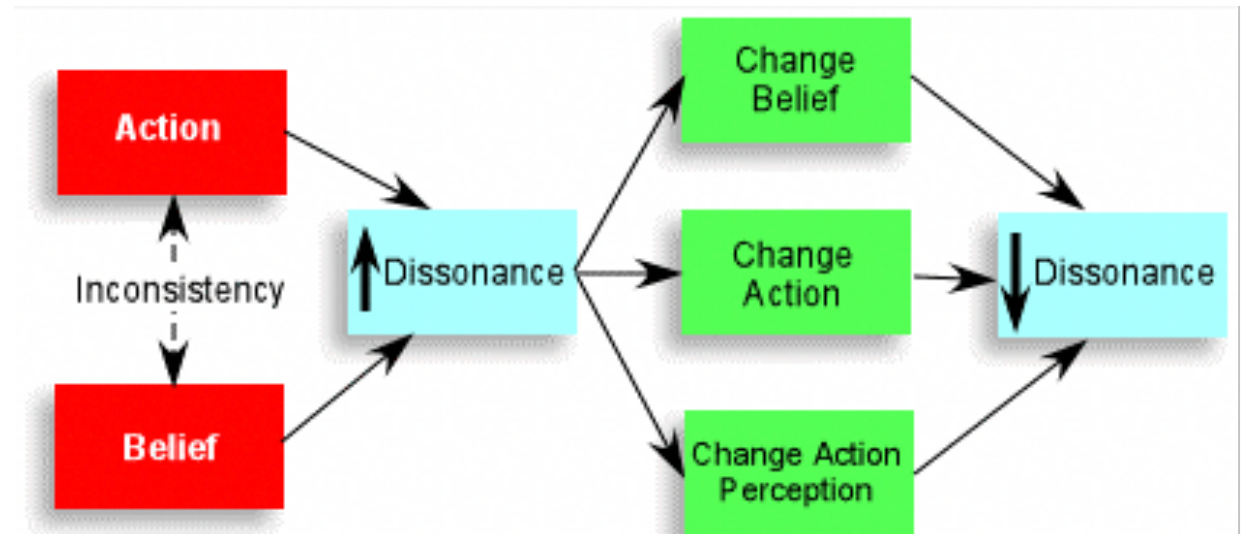 Action
Inconsistency
Belief
Dissonance
Change
Belief
Change
Action
Change Action
Perception
Dissonance